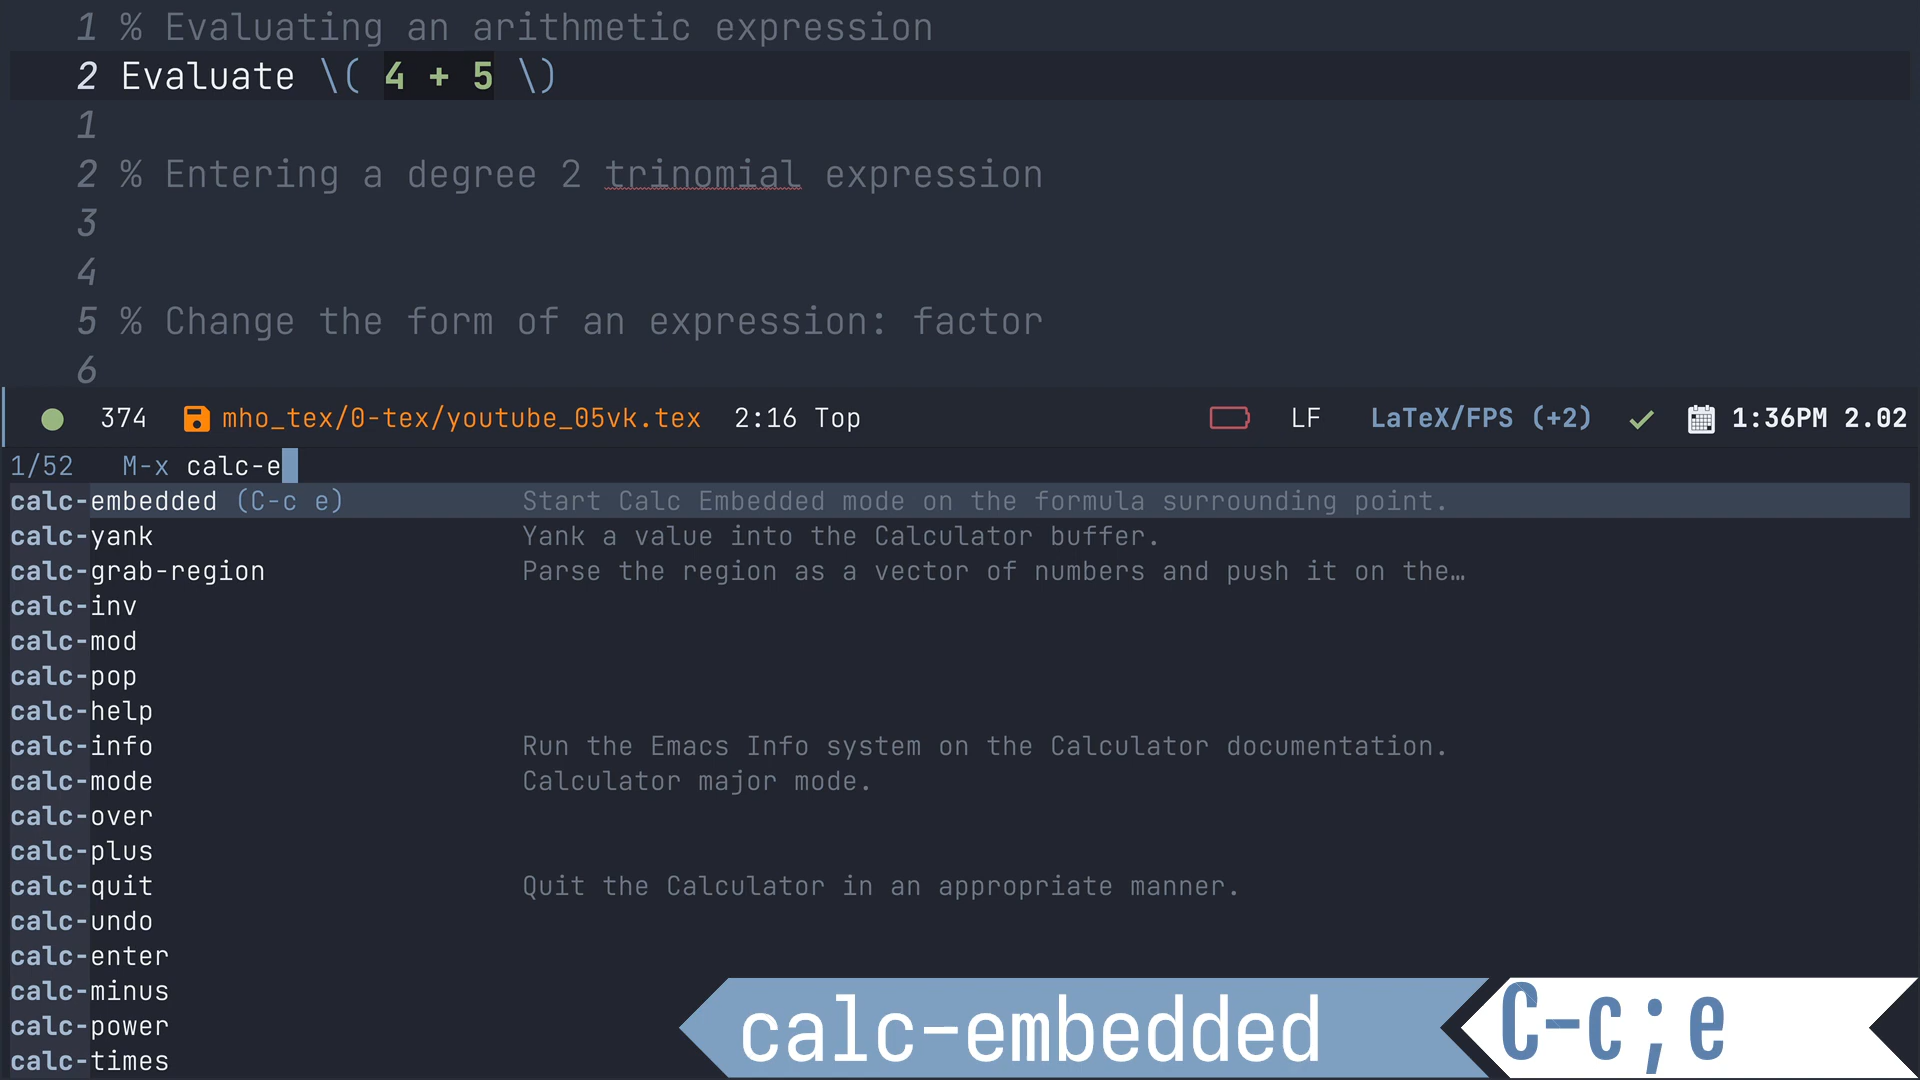 1 % Evaluating an arithmetic expression
2 Evaluate \( 4 + 5 \)
1
2 % Entering a degree 2 trinomial expression
3
4
5 % Change the form of an expression: factor
6
374 mho_tex/0-tex/youtube_05vk.tex 2:16 Top LF LaTeX/FPS (+2) 1:36PM 2.02
1/52 M-x calc-e
calc-embedded (C-c e) Start Calc Embedded mode on the formula surrounding point.
calc-yank Yank a value into the Calculator buffer.
calc-grab-region Parse the region as a vector of numbers and push it on the…
calc-inv
calc-mod
calc-pop
calc-help
calc-info Run the Emacs Info system on the Calculator documentation.
calc-mode Calculator major mode.
calc-over
calc-plus
calc-quit Quit the Calculator in an appropriate manner.
calc-undo
calc-enter
calc-minus
calc-power
calc-times
calc-embedded C-c;e